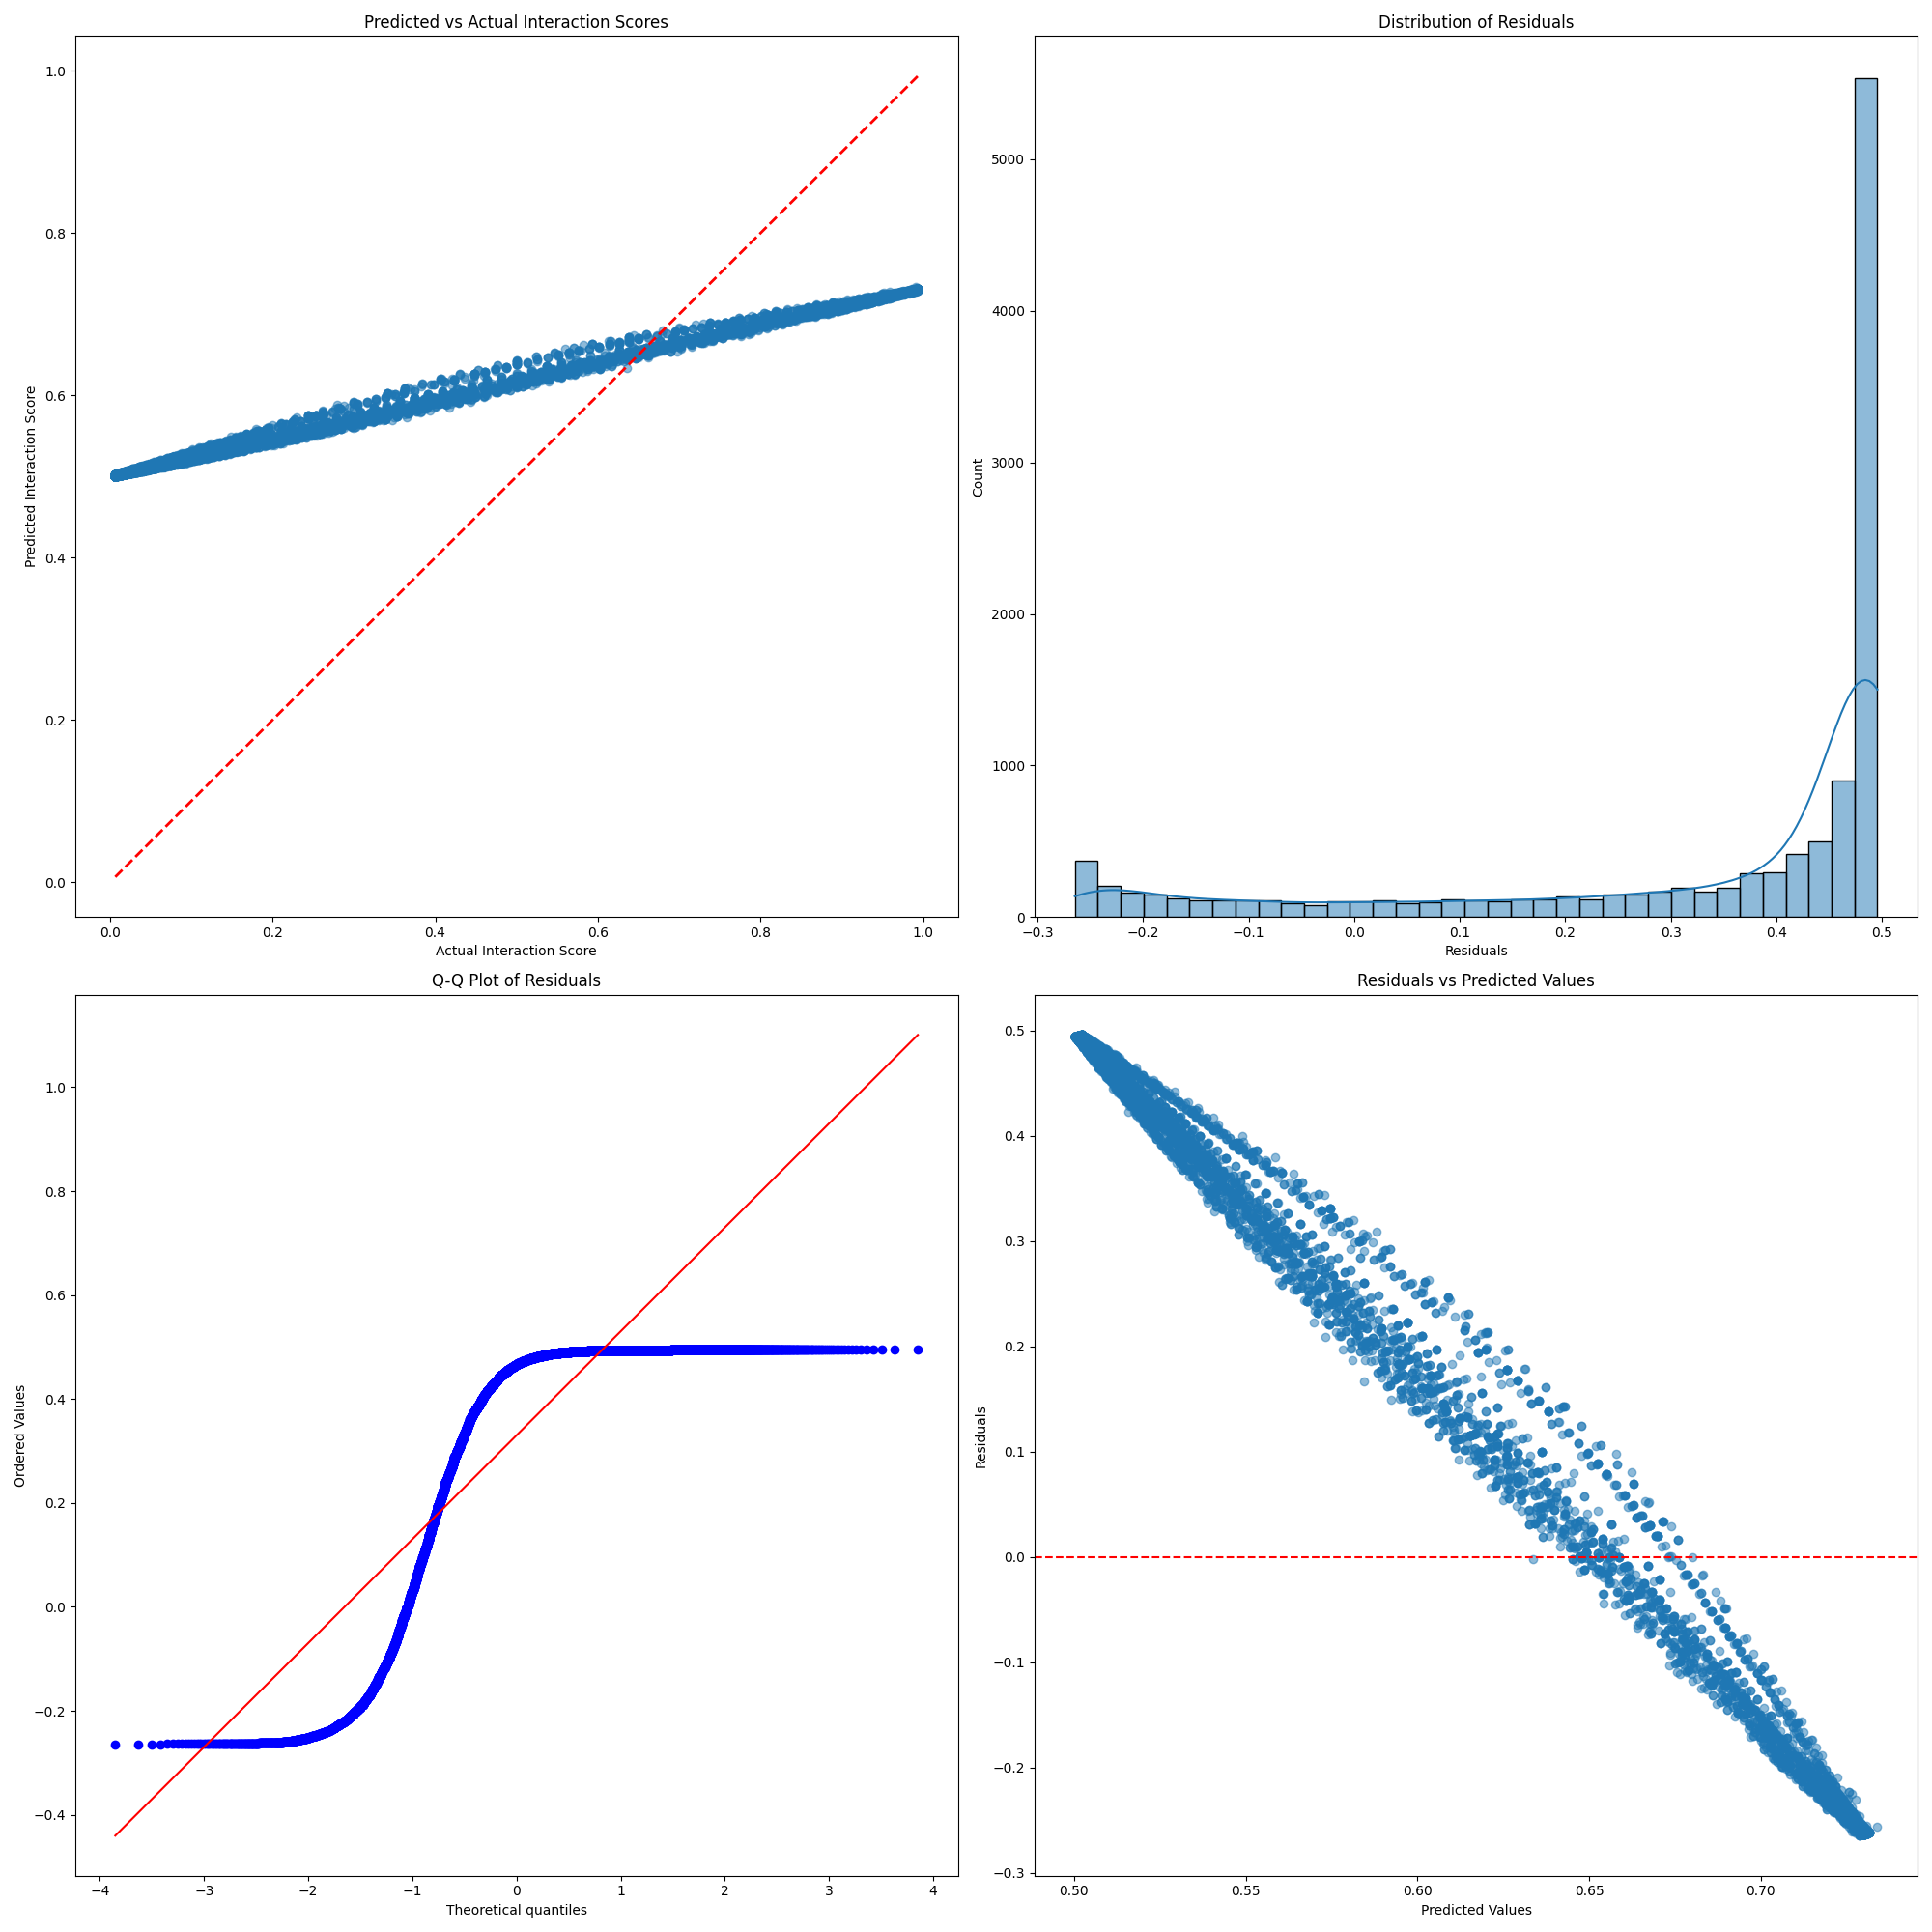 Predicted vs Actual Interaction Scores
Predicted Interaction Score
1.0
0.8
0.6
0.4
0.2
0.0
0.0 0.2 0.4 0.6 0.8 1.0
Actual Interaction Score
Distribution of Residuals
Count
5000
4000
3000
2000
1000
0
−0.3 −0.2 −0.1 0.0 0.1 0.2 0.3 0.4 0.5
Residuals
Q-Q Plot of Residuals
Ordered Values
1.0
0.8
0.6
0.4
0.2
0.0
−0.2
−0.4
−4 −3 −2 −1 0 1 2 3 4
Theoretical quantiles
Residuals vs Predicted Values
Residuals
0.5
0.4
0.3
0.2
0.1
0.0
−0.1
−0.2
−0.3
0.50 0.55 0.60 0.65 0.70
Predicted Values